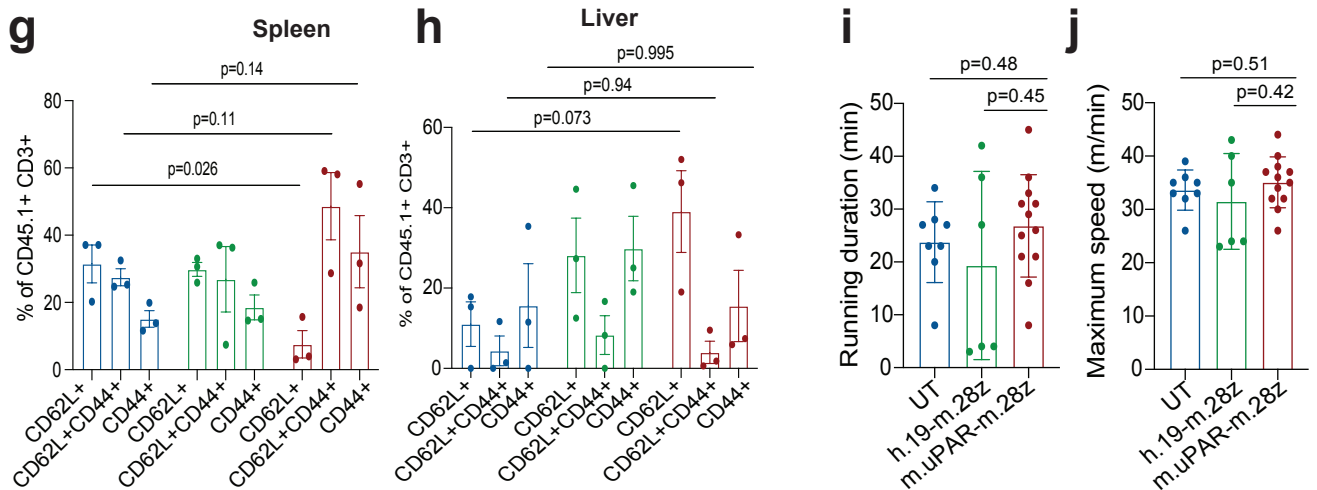 g
Spleen
p=0.14
p=0.11
p=0.026
% of CD45.1+ CD3+
80
60
40
20
0
CD62L+
CD62L+CD44+
CD44+
CD62L+
CD62L+CD44+
CD44+
CD62L+
CD62L+CD44+
CD44+
h
Liver
p=0.995
p=0.94
p=0.073
% of CD45.1+ CD3+
60
40
20
0
CD62L+
CD62L+CD44+
CD44+
CD62L+
CD62L+CD44+
CD44+
CD62L+
CD62L+CD44+
CD44+
i
p=0.48
p=0.45
Running duration (min)
50
40
30
20
10
0
UT
h.19-m.28z
m.uPAR-m.28z
j
p=0.51
p=0.42
Maximum speed (m/min)
50
40
30
20
10
0
UT
h.19-m.28z
m.uPAR-m.28z